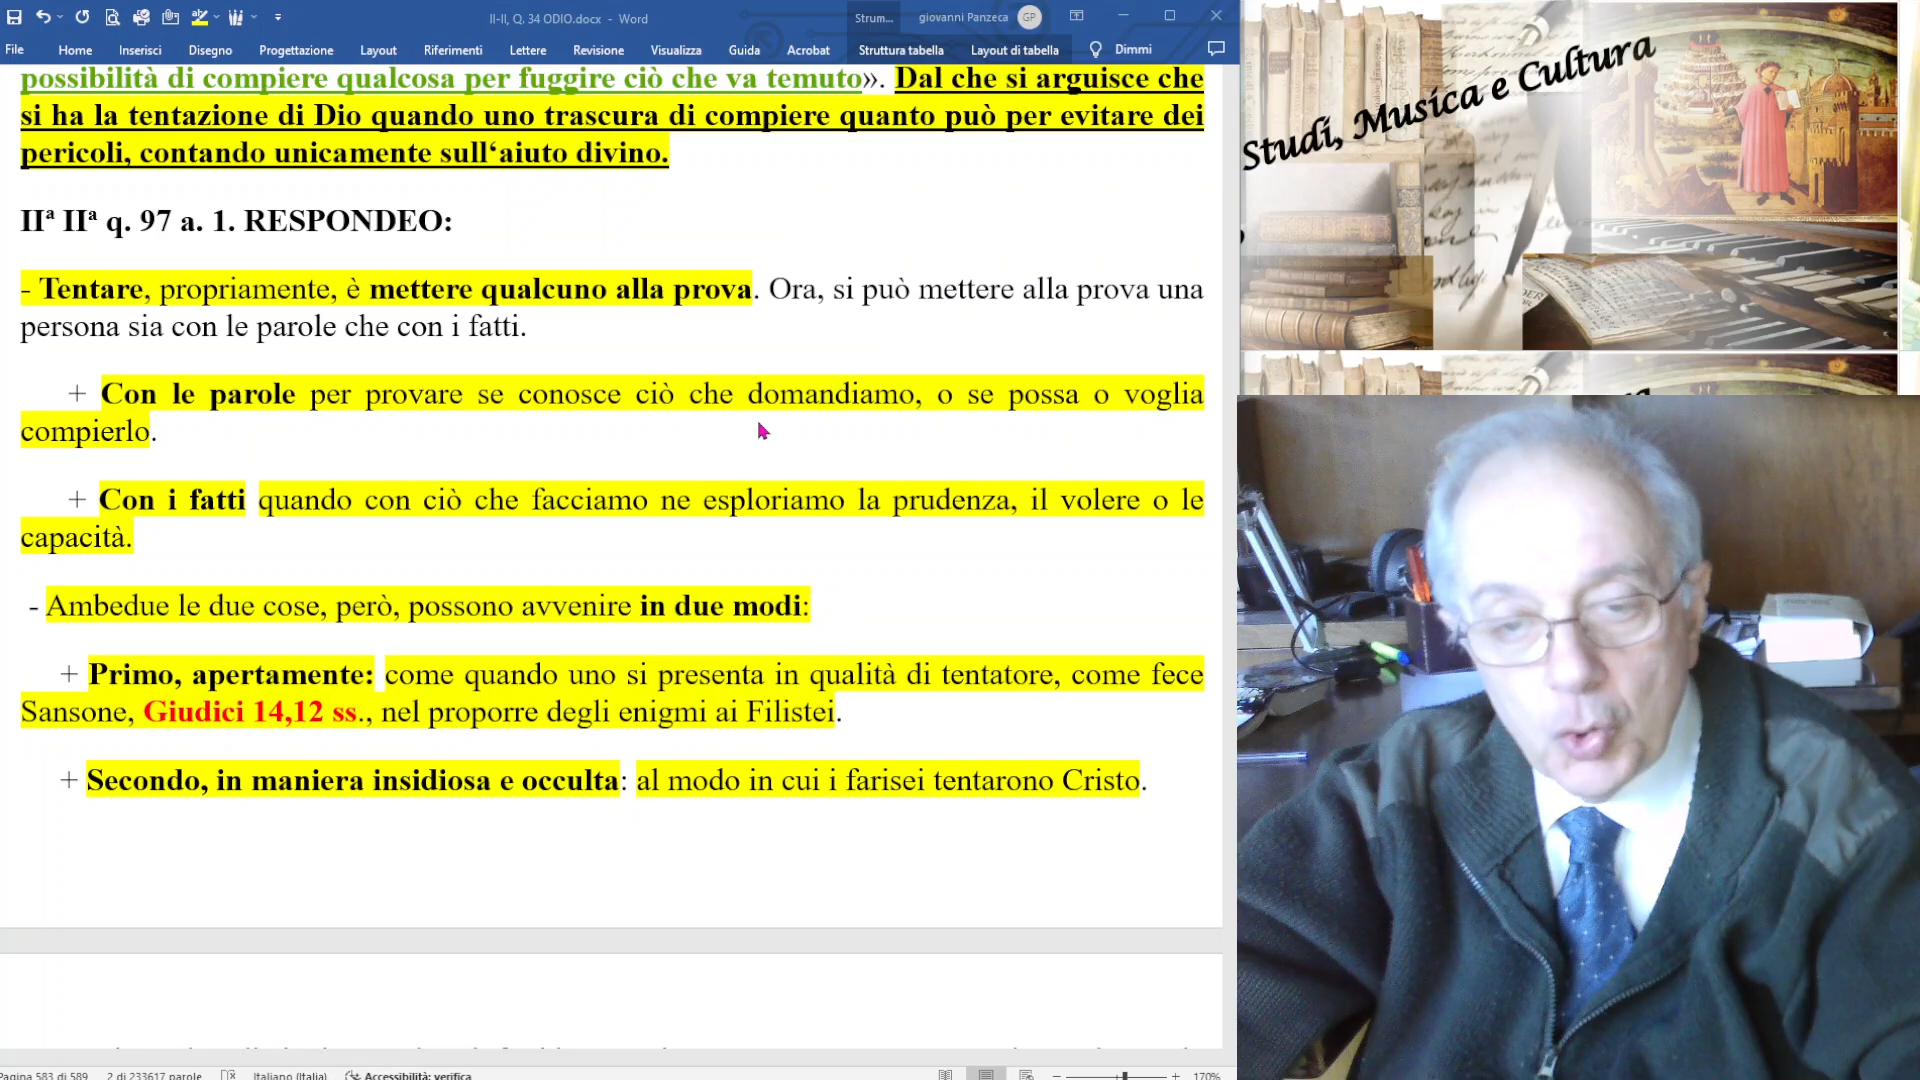 II-II, Q. 34 ODIO.docx - Word
Strum...
giovanni Panzeca
GP
File Home Inserisci Disegno Progettazione Layout Riferimenti Lettere Revisione Visualizza Guida Acrobat Struttura tabella Layout di tabella Dimmi
possibilità di compiere qualcosa per fuggire ciò che va temuto». Dal che si arguisce che
si ha la tentazione di Dio quando uno trascura di compiere quanto può per evitare dei
pericoli, contando unicamente sull‘aiuto divino.
IIª IIª q. 97 a. 1. RESPONDEO:
- Tentare, propriamente, è mettere qualcuno alla prova. Ora, si può mettere alla prova una
persona sia con le parole che con i fatti.
+ Con le parole per provare se conosce ciò che domandiamo, o se possa o voglia
compierlo.
+ Con i fatti quando con ciò che facciamo ne esploriamo la prudenza, il volere o le
capacità.
- Ambedue le due cose, però, possono avvenire in due modi:
+ Primo, apertamente: come quando uno si presenta in qualità di tentatore, come fece
Sansone, Giudici 14,12 ss., nel proporre degli enigmi ai Filistei.
+ Secondo, in maniera insidiosa e occulta: al modo in cui i farisei tentarono Cristo.
Pagina 583 di 589 2 di 233617 parole Italiano (Italia) Accessibilità: verifica 170%
Studi, Musica e Cultura